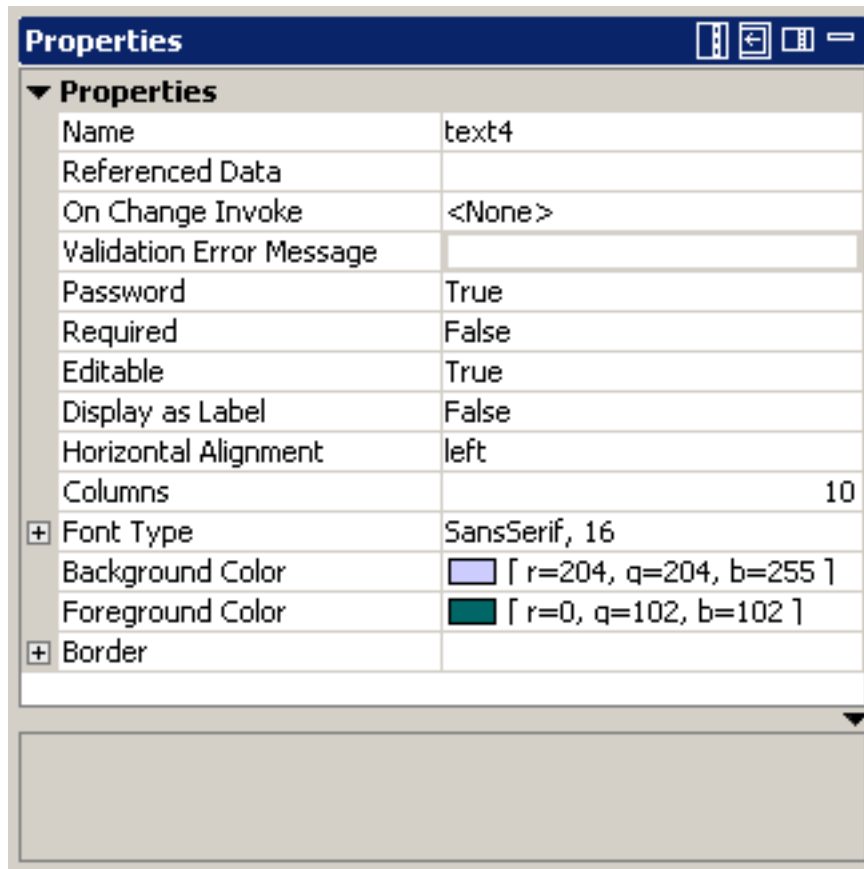 Properties
Properties
Name text4
Referenced Data
On Change Invoke <None>
Validation Error Message
Password True
Required False
Editable True
Display as Label False
Horizontal Alignment left
Columns 10
Font Type SansSerif, 16
Background Color [ r=204, g=204, b=255 ]
Foreground Color [ r=0, g=102, b=102 ]
Border